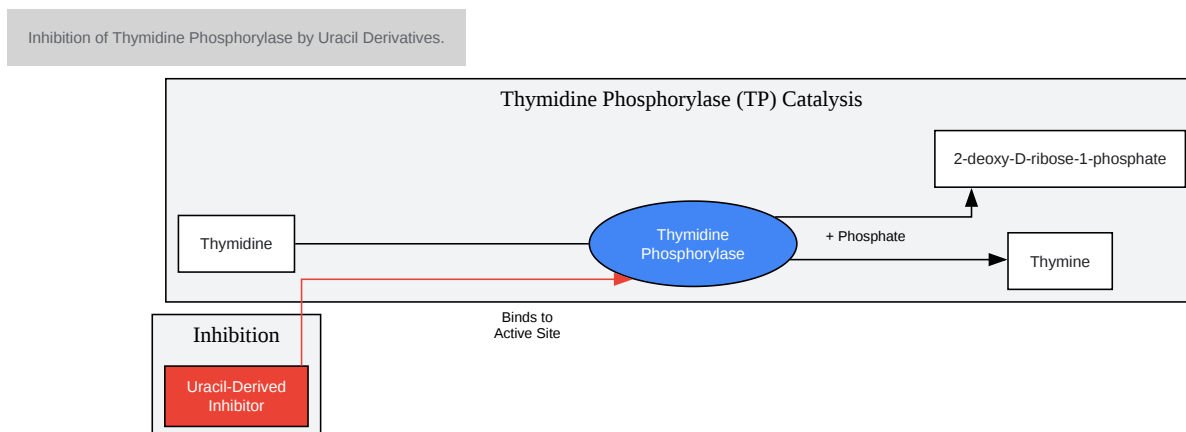 Inhibition of Thymidine Phosphorylase by Uracil Derivatives.
Thymidine Phosphorylase (TP) Catalysis
2-deoxy-D-ribose-1-phosphate
Thymidine
Thymidine
Phosphorylase
+ Phosphate
Thymine
Binds to
Active Site
Inhibition
Uracil-Derived
Inhibitor